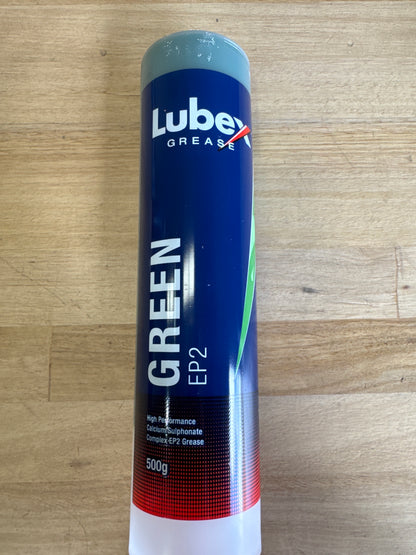 Lubex
GREASE
GREEN
EP2
High Performance
Calcium Sulphonate
Complex EP2 Grease
500g